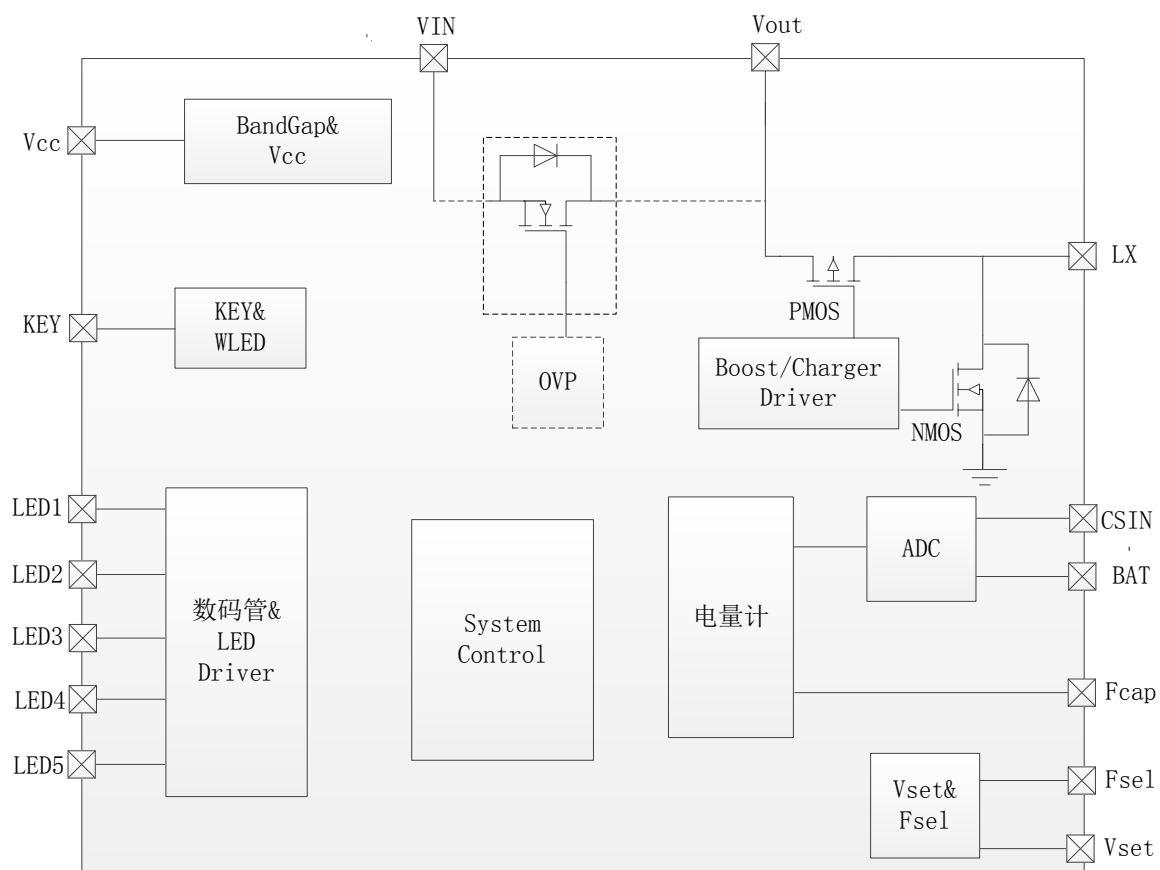 VIN
Vout
Vcc
BandGap&
Vcc
LX
KEY
KEY&
WLED
PMOS
OVP
Boost/Charger
Driver
NMOS
LED1
LED2
LED3
LED4
LED5
数码管&
LED
Driver
System
Control
电量计
ADC
CSIN
BAT
Fcap
Vset&
Fsel
Fsel
Vset